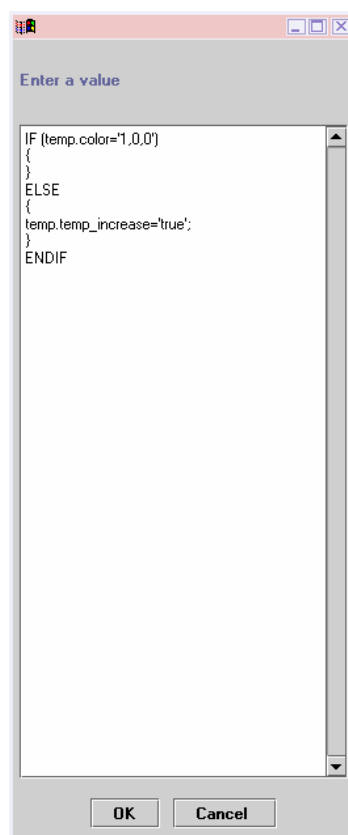 Enter a value
IF (temp.color='1,0,0')
{
}
ELSE
{
temp.temp_increase='true';
}
ENDIF
OK
Cancel